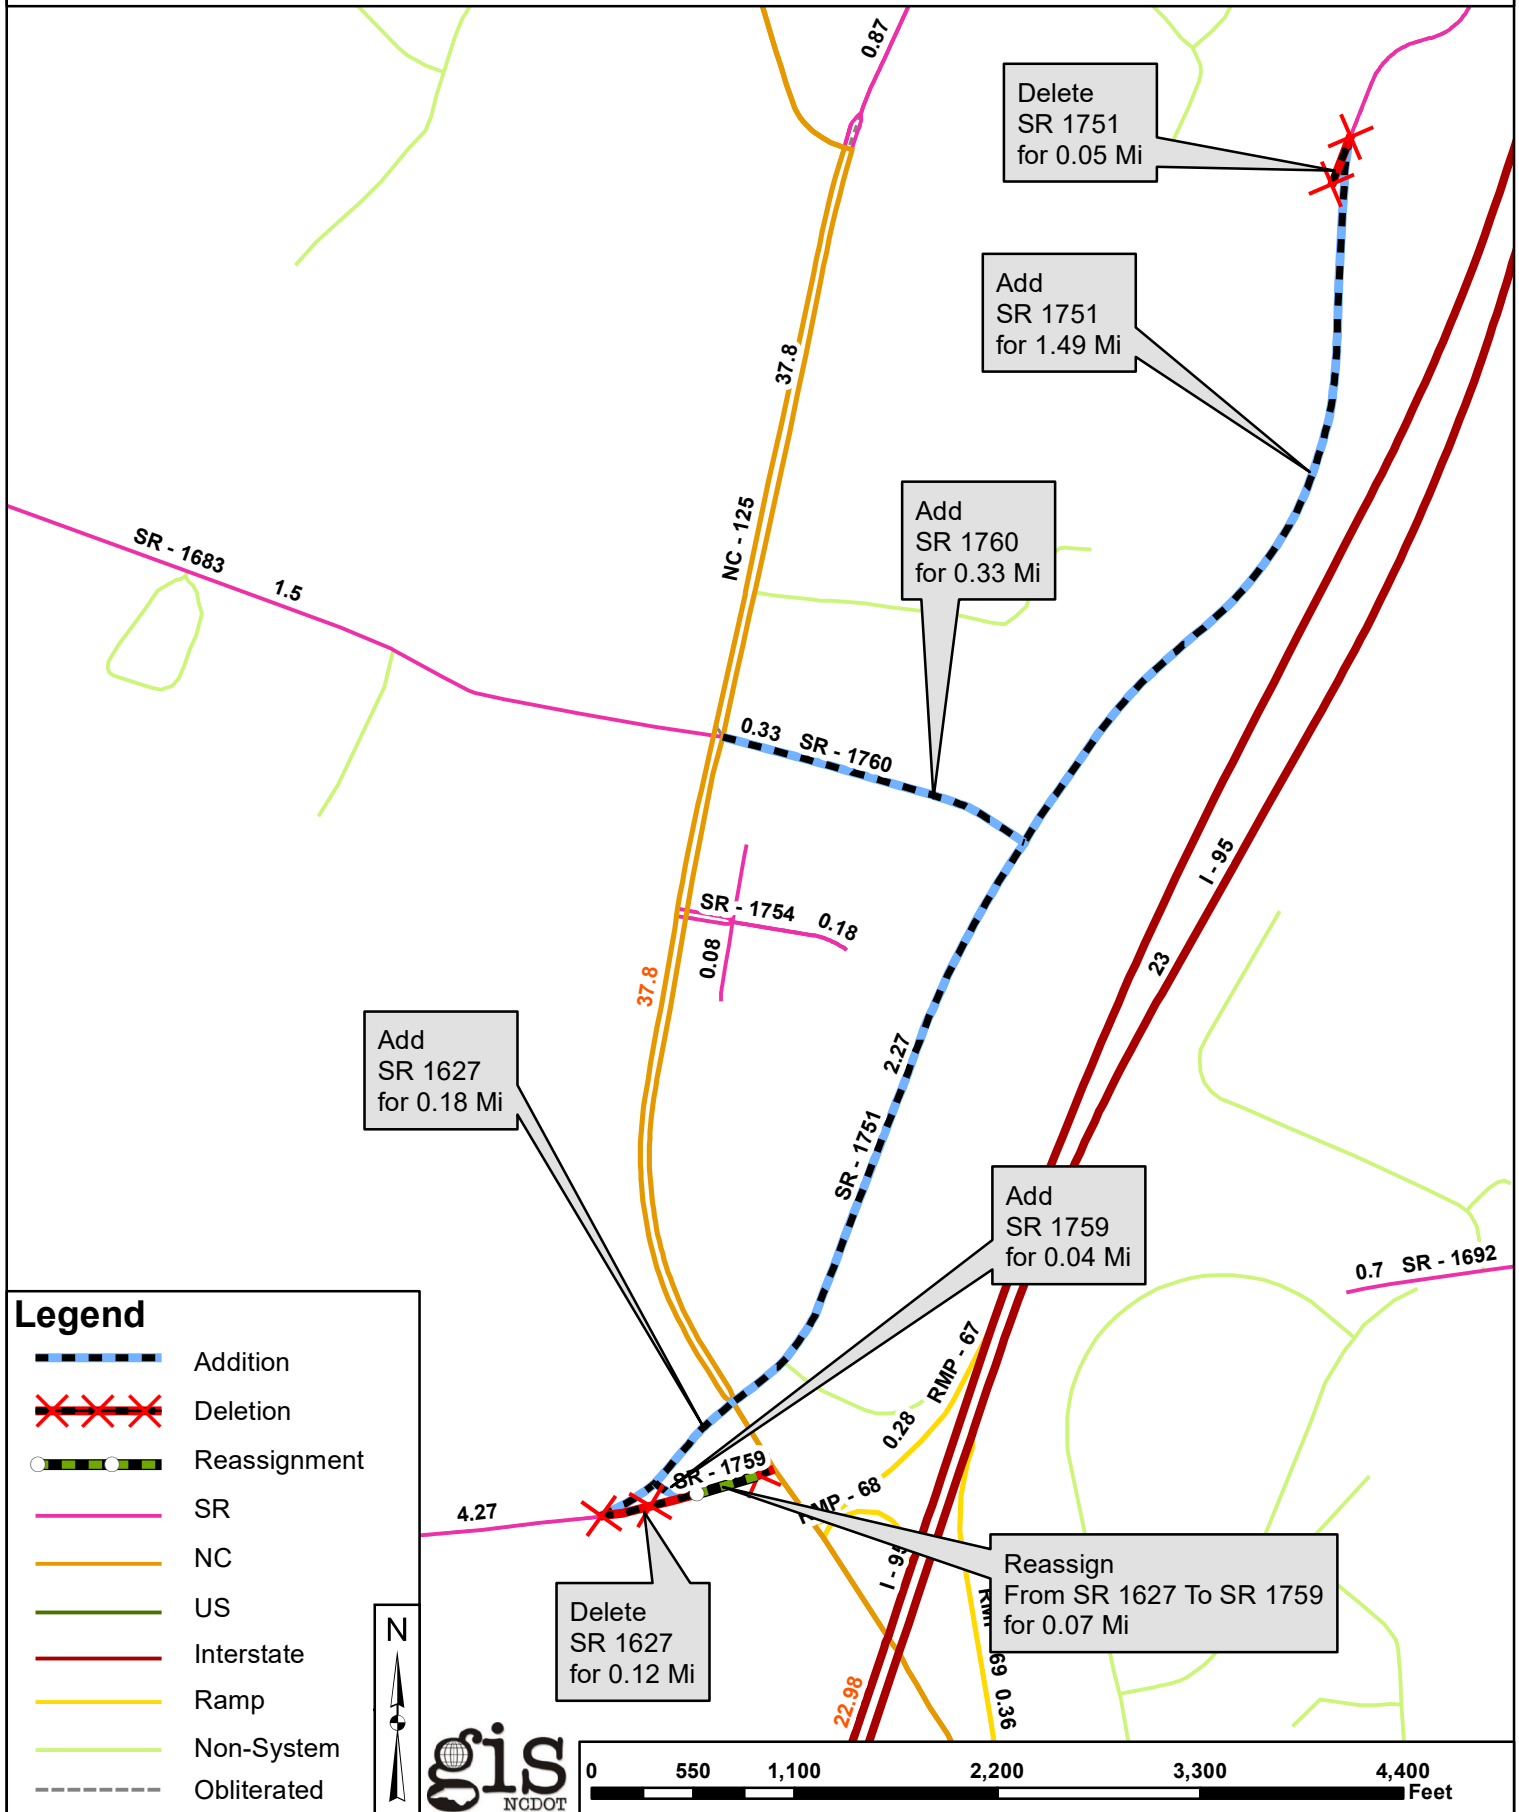 0.87
Delete
SR 1751
for 0.05 Mi
Add
SR 1751
for 1.49 Mi
37.8
NC - 125
Add
SR 1760
for 0.33 Mi
SR - 1683
1.5
0.33 SR - 1760
I - 95
SR - 1754 0.18
0.08
23
37.8
Add
SR 1627
for 0.18 Mi
2.27
SR - 1751
Add
SR 1759
for 0.04 Mi
0.7 SR - 1692
RMP - 67
0.28
SR - 1759
RMP - 68
4.27
I - 95
Reassign
From SR 1627 To SR 1759
for 0.07 Mi
69 0.36
Delete
SR 1627
for 0.12 Mi
22.98
Legend
Addition
Deletion
Reassignment
SR
NC
US
Interstate
Ramp
Non-System
Obliterated
N
gis
NCDOT
0 550 1,100 2,200 3,300 4,400
Feet